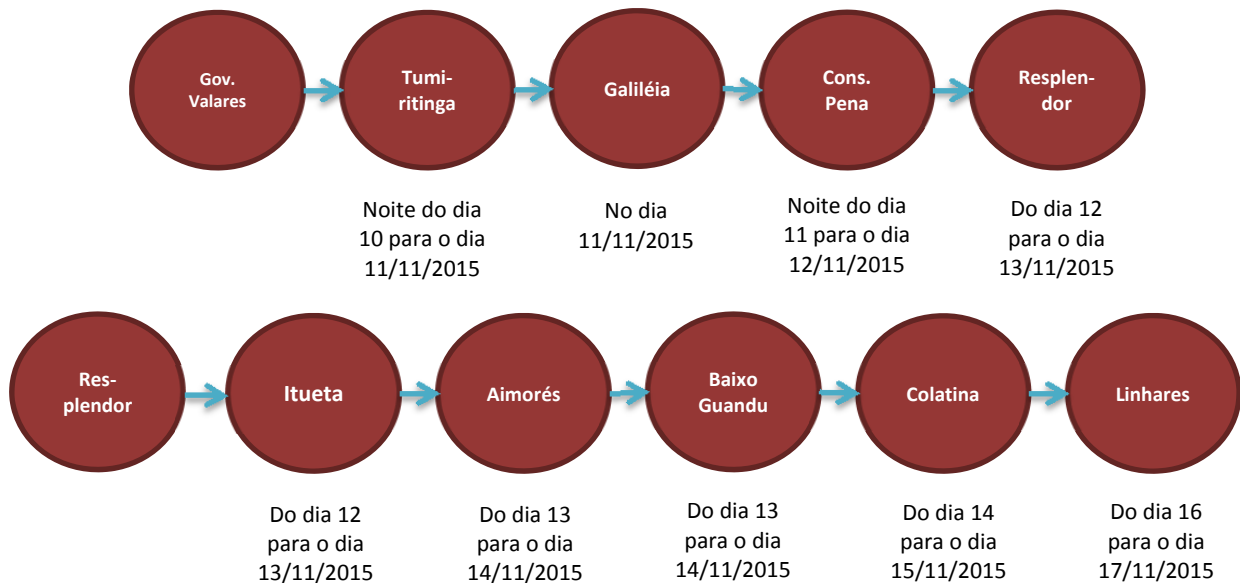 Gov.
Valares
Tumi-
ritinga
Galiléia
Cons.
Pena
Resplen-
dor
Noite do dia
10 para o dia
11/11/2015
No dia
11/11/2015
Noite do dia
11 para o dia
12/11/2015
Do dia 12
para o dia
13/11/2015
Res-
plendor
Itueta
Aimorés
Baixo
Guandu
Colatina
Linhares
Do dia 12
para o dia
13/11/2015
Do dia 13
para o dia
14/11/2015
Do dia 13
para o dia
14/11/2015
Do dia 14
para o dia
15/11/2015
Do dia 16
para o dia
17/11/2015